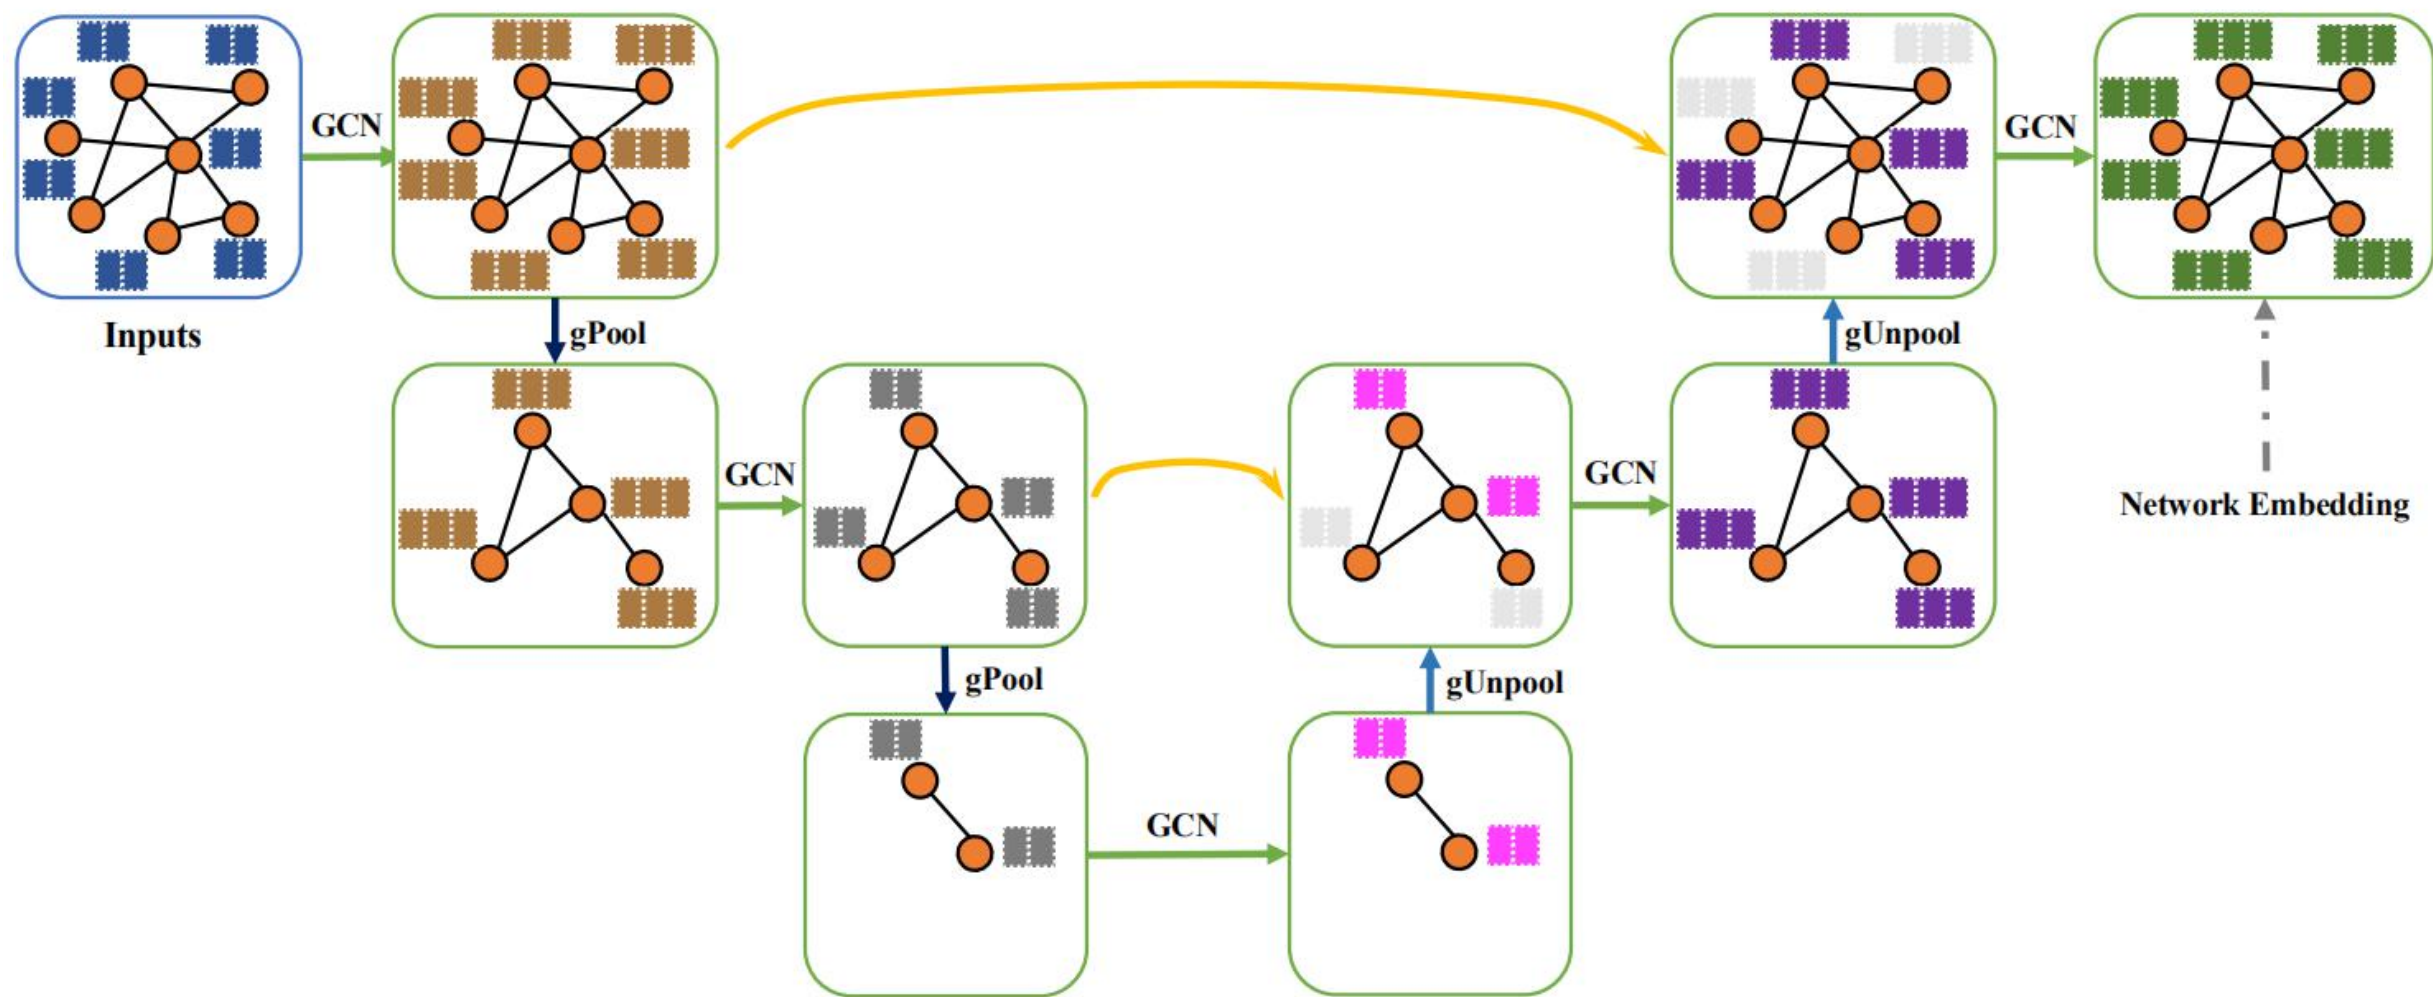 GCN
GCN
Inputs
gPool
gUnpool
GCN
GCN
Network Embedding
gPool
gUnpool
GCN